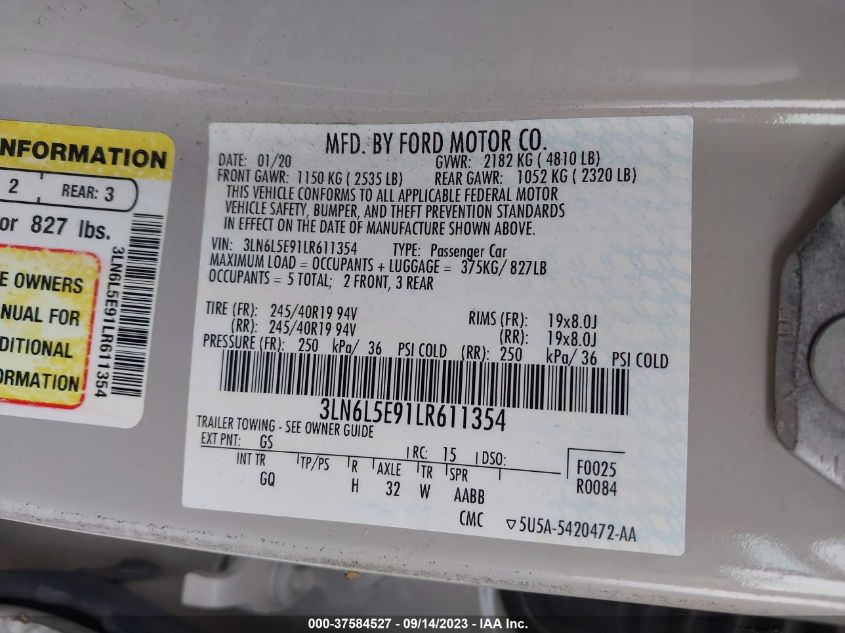 NFORMATION
2 REAR: 3
or 827 lbs.
E OWNERS
NUAL FOR
DITIONAL
ORMATION
3LN6L5E91LR611354
MFD. BY FORD MOTOR CO.
DATE: 01/20 GVWR: 2182 KG ( 4810 LB)
FRONT GAWR: 1150 KG ( 2535 LB) REAR GAWR: 1052 KG ( 2320 LB)
THIS VEHICLE CONFORMS TO ALL APPLICABLE FEDERAL MOTOR
VEHICLE SAFETY, BUMPER, AND THEFT PREVENTION STANDARDS
IN EFFECT ON THE DATE OF MANUFACTURE SHOWN ABOVE.
VIN: 3LN6L5E91LR611354 TYPE: Passenger Car
MAXIMUM LOAD = OCCUPANTS + LUGGAGE = 375KG/ 827LB
OCCUPANTS = 5 TOTAL; 2 FRONT, 3 REAR
TIRE (FR): 245/40R19 94V RIMS (FR): 19x8.0J
(RR): 245/40R19 94V (RR): 19x8.0J
PRESSURE (FR): 250 kPa/ 36 PSI COLD (RR): 250 kPa/ 36 PSI COLD
3LN6L5E91LR611354
TRAILER TOWING - SEE OWNER GUIDE
EXT PNT: GS RC: 15 DSO: F0025
INT TR TP/PS R AXLE TR SPR R0084
GQ H 32 W AABB
CMC ▽5U5A-5420472-AA
000-37584527 - 09/14/2023 - IAA Inc.